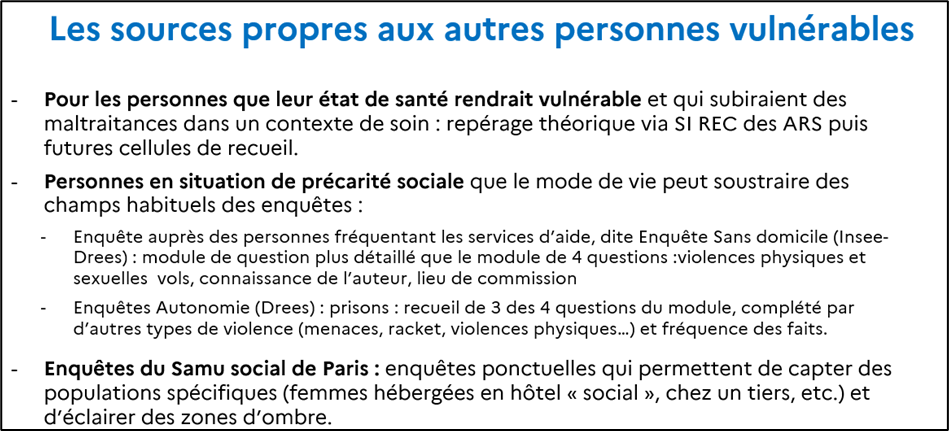 Les sources propres aux autres personnes vulnérables
- Pour les personnes que leur état de santé rendrait vulnérable et qui subiraient des
maltraitances dans un contexte de soin : repérage théorique via SI REC des ARS puis
futures cellules de recueil.
- Personnes en situation de précarité sociale que le mode de vie peut soustraire des
champs habituels des enquêtes :
- Enquête auprès des personnes fréquentant les services d'aide, dite Enquête Sans domicile (Insee-
Drees) : module de question plus détaillé que le module de 4 questions :violences physiques et
sexuelles vols, connaissance de l'auteur, lieu de commission
- Enquêtes Autonomie (Drees) : prisons : recueil de 3 des 4 questions du module, complété par
d'autres types de violence (menaces, racket, violences physiques…) et fréquence des faits.
- Enquêtes du Samu social de Paris : enquêtes ponctuelles qui permettent de capter des
populations spécifiques (femmes hébergées en hôtel « social », chez un tiers, etc.) et
d'éclairer des zones d'ombre.